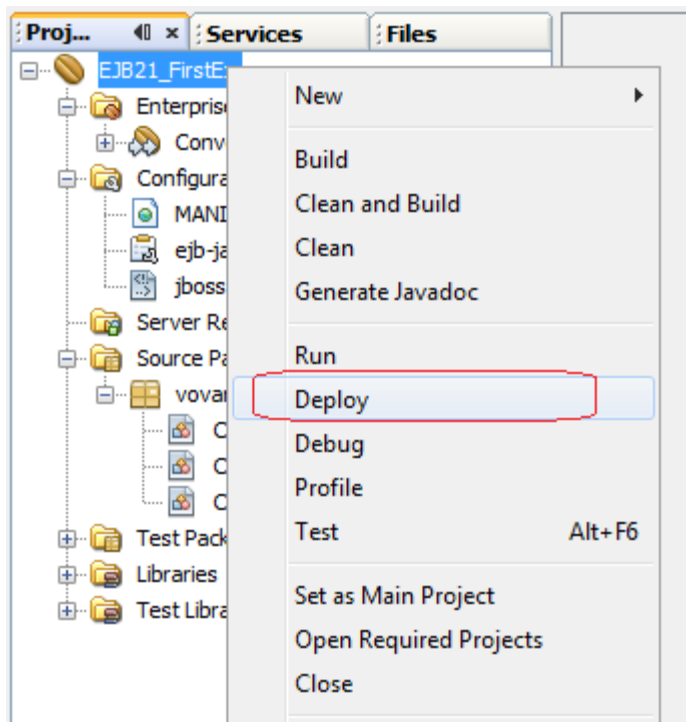 Proj...
Services
Files
EJB21_FirstE
Enterpris
Conv
Configura
MANI
ejb-ja
jboss
Server Re
Source Pa
vovan
C
C
C
Test Pack
Libraries
Test Libra
New
Build
Clean and Build
Clean
Generate Javadoc
Run
Deploy
Debug
Profile
Test Alt+F6
Set as Main Project
Open Required Projects
Close